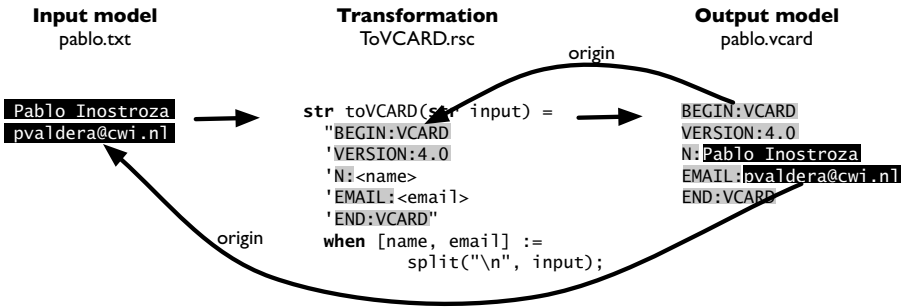 Input model
pablo.txt
Pablo Inostroza
pvaldera@cwi.nl
origin
Transformation
ToVCARD.rsc
str toVCARD(str input) =
"BEGIN:VCARD
'VERSION:4.0
'N:<name>
'EMAIL:<email>
'END:VCARD"
when [name, email] :=
split("\n", input);
origin
Output model
pablo.vcard
BEGIN:VCARD
VERSION:4.0
N:Pablo Inostroza
EMAIL:pvaldera@cwi.nl
END:VCARD